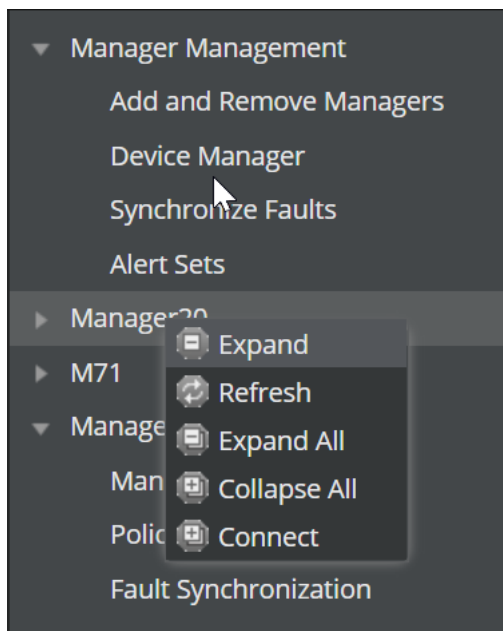 Manager Management
Add and Remove Managers
Device Manager
Synchronize Faults
Alert Sets
Expand
Refresh
M71
Expand All
Collapse All
Connect
Fault Synchronization